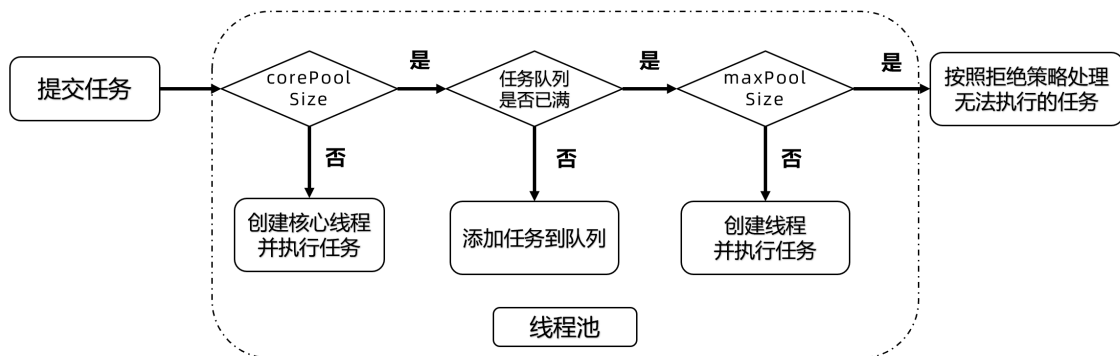 提交任务
corePool
Size
是
任务队列
是否已满
是
maxPool
Size
是
按照拒绝策略处理
无法执行的任务
否
否
否
创建核心线程
并执行任务
添加任务到队列
创建线程
并执行任务
线程池